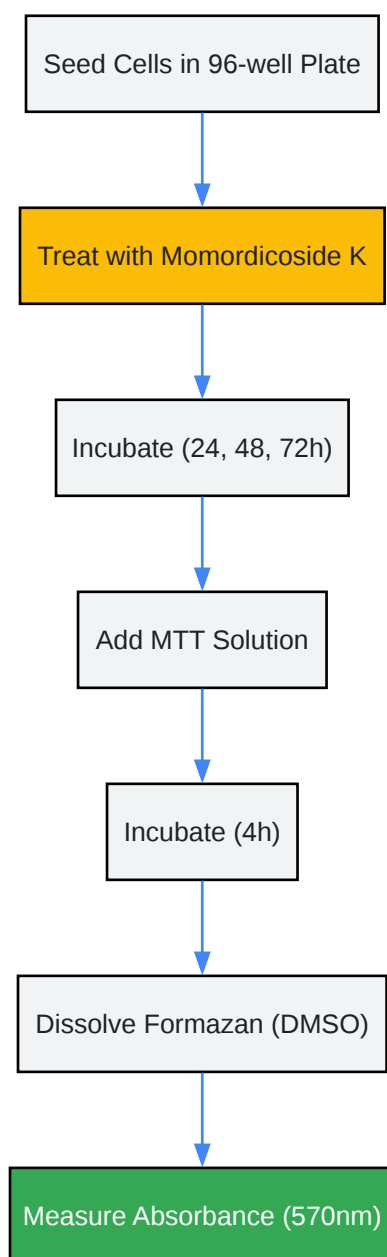 Seed Cells in 96-well Plate
Treat with Momordicoside K
Incubate (24, 48, 72h)
Add MTT Solution
Incubate (4h)
Dissolve Formazan (DMSO)
Measure Absorbance (570nm)